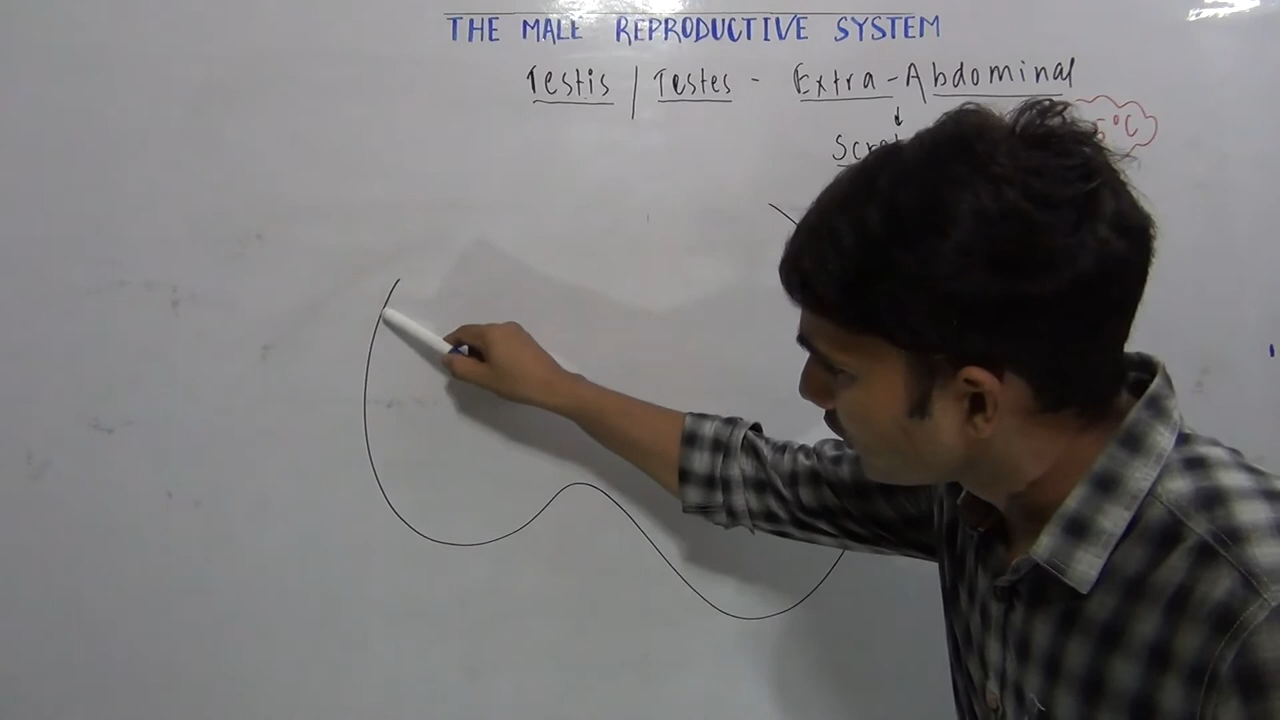 THE MALE REPRODUCTIVE SYSTEM
Testis / Testes - Extra-Abdominal